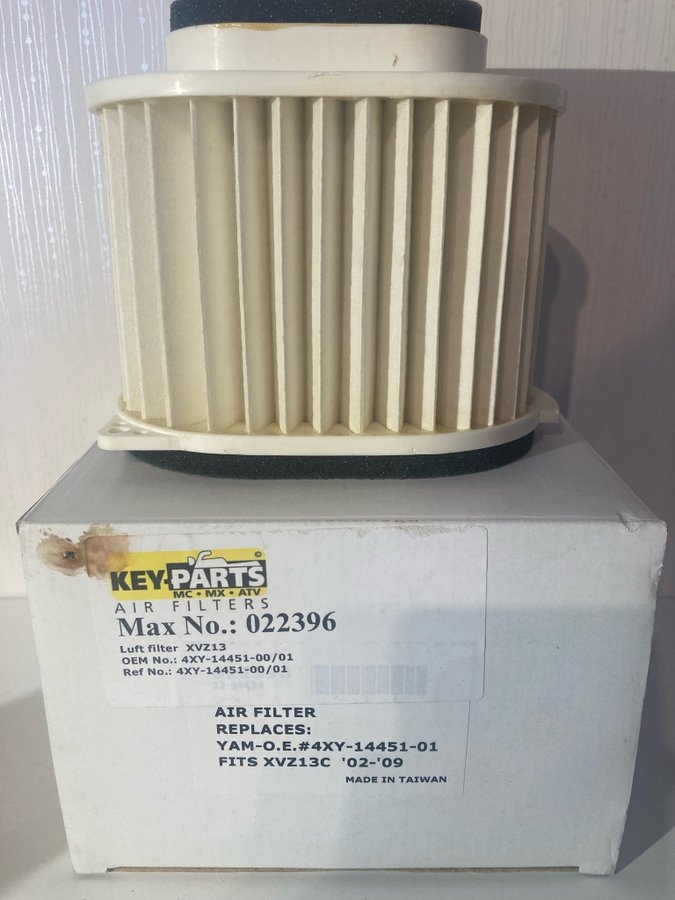 KEY-PARTS
©
MC • MX • ATV
AIR FILTERS
Max No.: 022396
Luft filter XVZ13
OEM No.: 4XY-14451-00/01
Ref No.: 4XY-14451-00/01
AIR FILTER
REPLACES:
YAM-O.E.#4XY-14451-01
FITS XVZ13C '02-'09
MADE IN TAIWAN